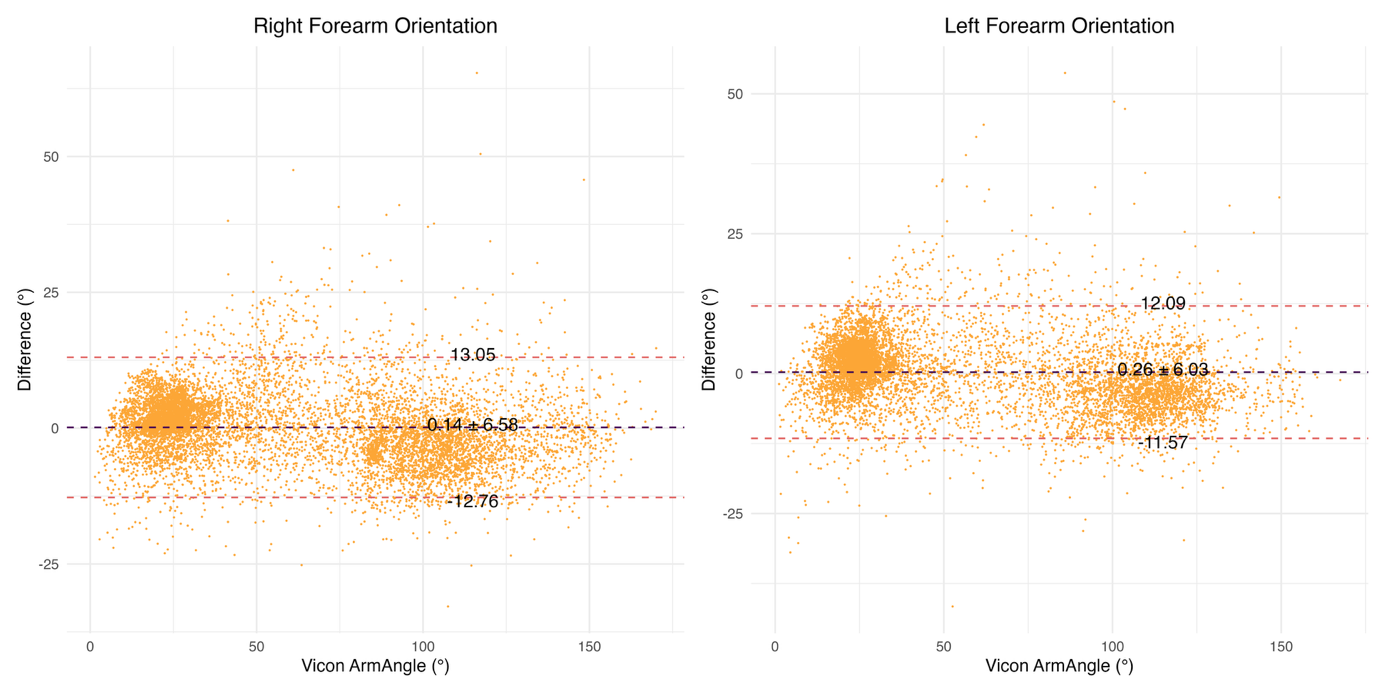 Right Forearm Orientation
Difference (°)
50
25
0
-25
13.05
0.14 ± 6.58
-12.76
0
50
100
150
Vicon ArmAngle (°)
Left Forearm Orientation
Difference (°)
50
25
0
-25
12.09
0.26 ± 6.03
-11.57
0
50
100
150
Vicon ArmAngle (°)